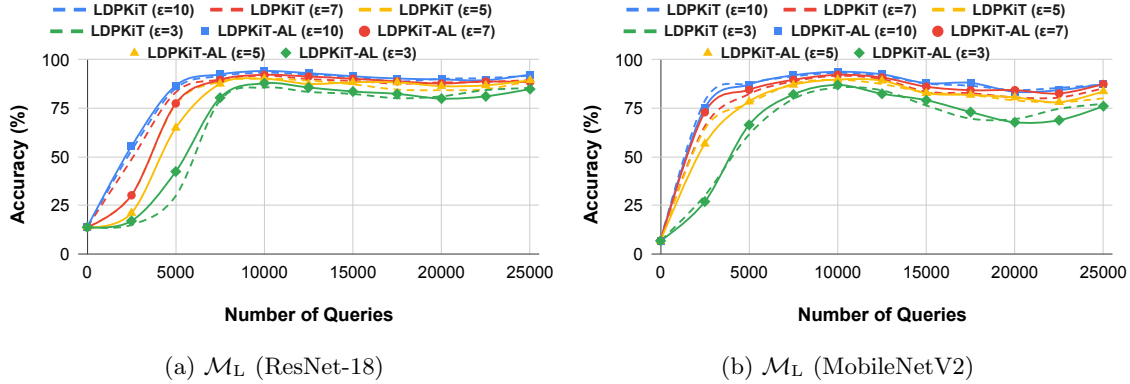 LDPKiT (ε=10) LDPKiT (ε=7) LDPKiT (ε=5)
LDPKiT (ε=3) LDPKiT-AL (ε=10) LDPKiT-AL (ε=7)
LDPKiT-AL (ε=5) LDPKiT-AL (ε=3)
100
75
50
25
0
Accuracy (%)
0 5000 10000 15000 20000 25000
Number of Queries
(a) ℳL (ResNet-18)
LDPKiT (ε=10) LDPKiT (ε=7) LDPKiT (ε=5)
LDPKiT (ε=3) LDPKiT-AL (ε=10) LDPKiT-AL (ε=7)
LDPKiT-AL (ε=5) LDPKiT-AL (ε=3)
100
75
50
25
0
Accuracy (%)
0 5000 10000 15000 20000 25000
Number of Queries
(b) ℳL (MobileNetV2)